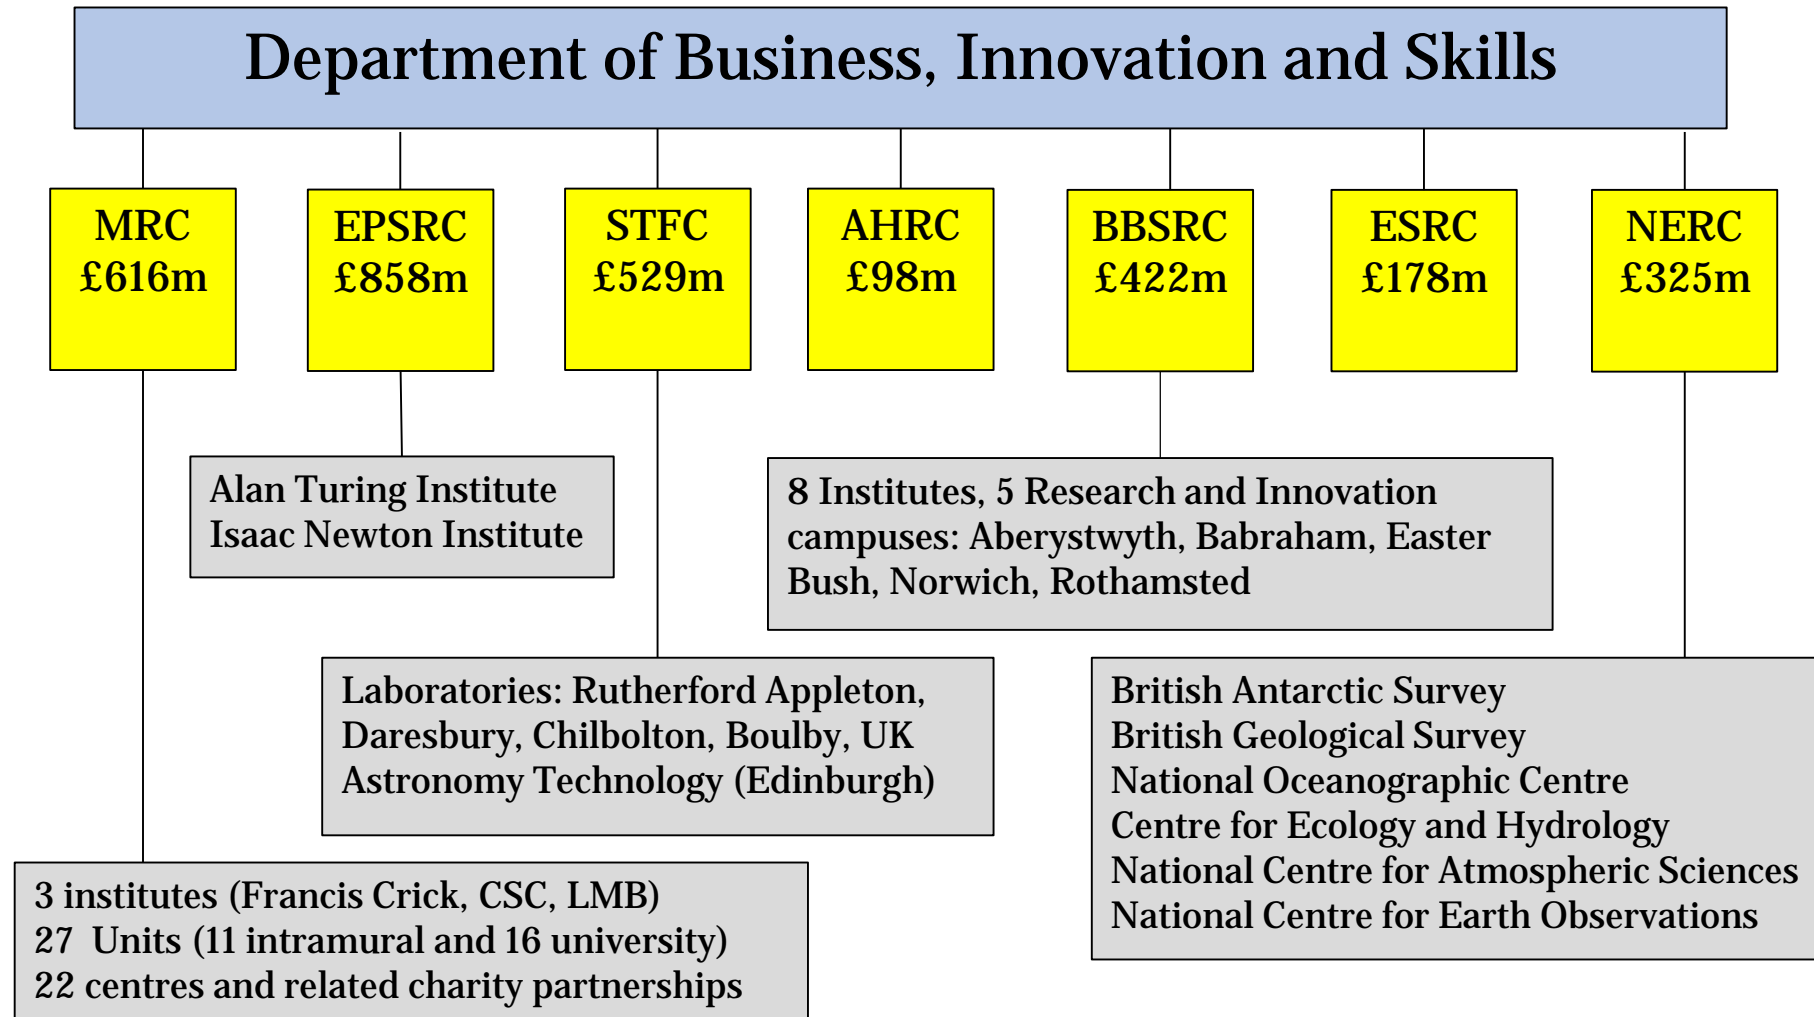 Department of Business, Innovation and Skills
MRC
£616m
EPSRC
£858m
STFC
£529m
AHRC
£98m
BBSRC
£422m
ESRC
£178m
NERC
£325m
Alan Turing Institute
Isaac Newton Institute
8 Institutes, 5 Research and Innovation
campuses: Aberystwyth, Babraham, Easter
Bush, Norwich, Rothamsted
Laboratories: Rutherford Appleton,
Daresbury, Chilbolton, Boulby, UK
Astronomy Technology (Edinburgh)
British Antarctic Survey
British Geological Survey
National Oceanographic Centre
Centre for Ecology and Hydrology
National Centre for Atmospheric Sciences
National Centre for Earth Observations
3 institutes (Francis Crick, CSC, LMB)
27 Units (11 intramural and 16 university)
22 centres and related charity partnerships